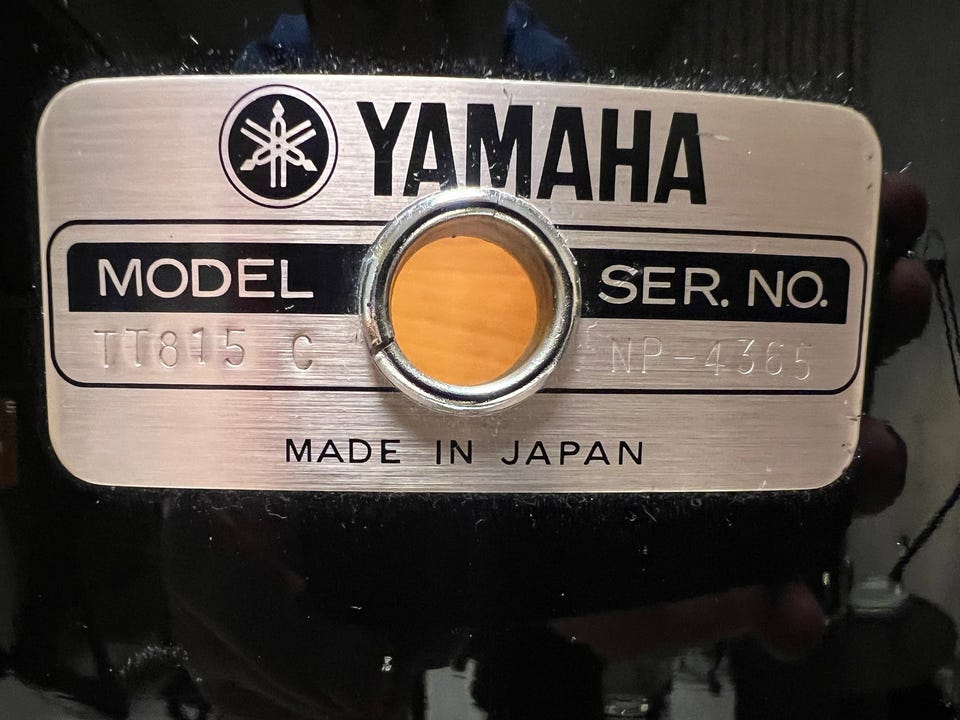 YAMAHA
MODEL SER. NO.
TT815 C NP-4365
MADE IN JAPAN